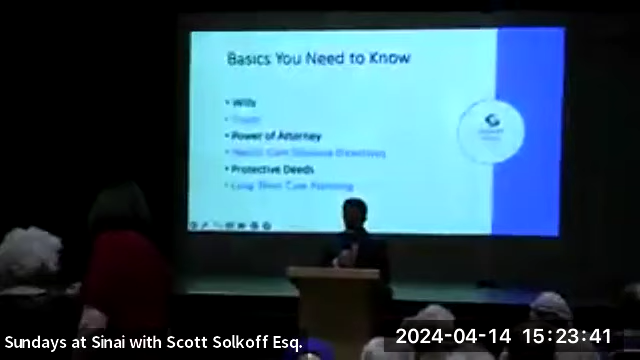 Basics You Need to Know
• Wills
• Trusts
• Power of Attorney
• Health Care Advance Directives
• Protective Deeds
• Long Term Care Planning
Sundays at Sinai with Scott Solkoff Esq.
2024-04-14 15:23:41